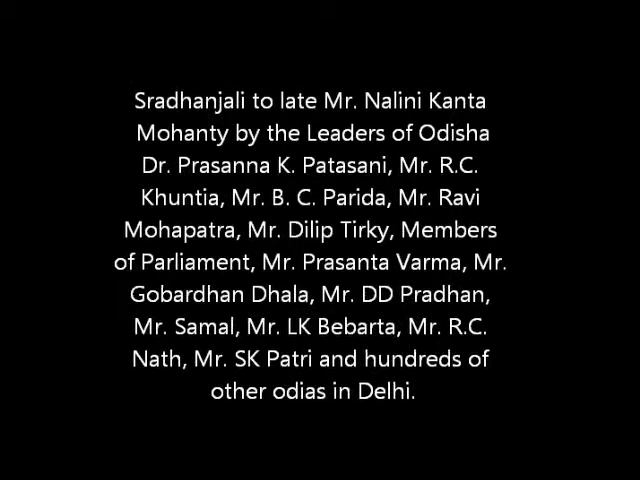 Sradhanjali to late Mr. Nalini Kanta
Mohanty by the Leaders of Odisha
Dr. Prasanna K. Patasani, Mr. R.C.
Khuntia, Mr. B. C. Parida, Mr. Ravi
Mohapatra, Mr. Dilip Tirky, Members
of Parliament, Mr. Prasanta Varma, Mr.
Gobardhan Dhala, Mr. DD Pradhan,
Mr. Samal, Mr. LK Bebarta, Mr. R.C.
Nath, Mr. SK Patri and hundreds of
other odias in Delhi.